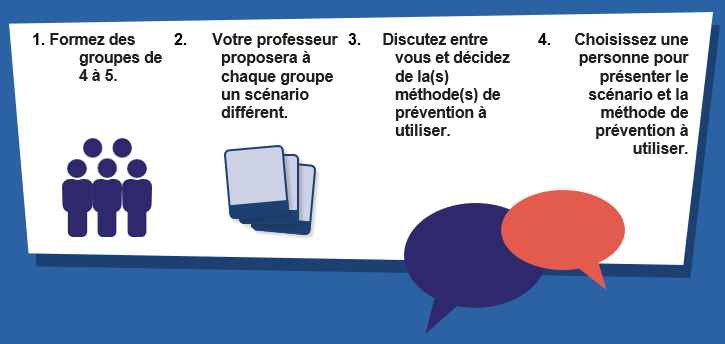 1. Formez des
groupes de
4 à 5.
2. Votre professeur
proposera à
chaque groupe
un scénario
différent.
3. Discutez entre
vous et décidez
de la(s)
méthode(s) de
prévention à
utiliser.
4. Choisissez une
personne pour
présenter le
scénario et la
méthode de
prévention à
utiliser.